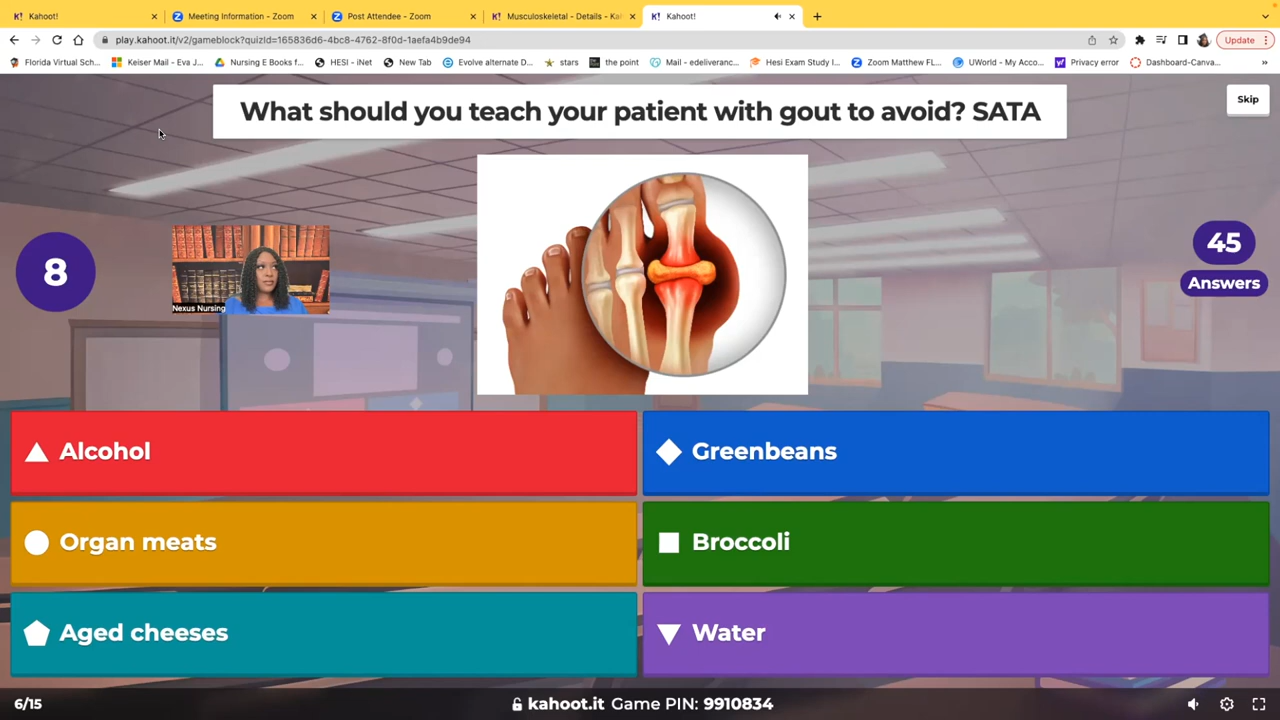 Kahoot!
Meeting Information - Zoom
Post Attendee - Zoom
Musculoskeletal - Details - Kah
Kahoot!
play.kahoot.it/v2/gameblock?quizId=165836d6-4bc8-4762-8f0d-1aefa4b9de94
Update
Florida Virtual Sch...
Keiser Mail - Eva J...
Nursing E Books f...
HESI - iNet
New Tab
Evolve alternate D...
stars
the point
Mail - edeliveranc...
Hesi Exam Study I...
Zoom Matthew FL...
UWorld - My Acco...
Privacy error
Dashboard-Canva...
»
What should you teach your patient with gout to avoid? SATA
Skip
8
Nexus Nursing
45
Answers
Alcohol
Greenbeans
Organ meats
Broccoli
Aged cheeses
Water
6/15
kahoot.it Game PIN: 9910834